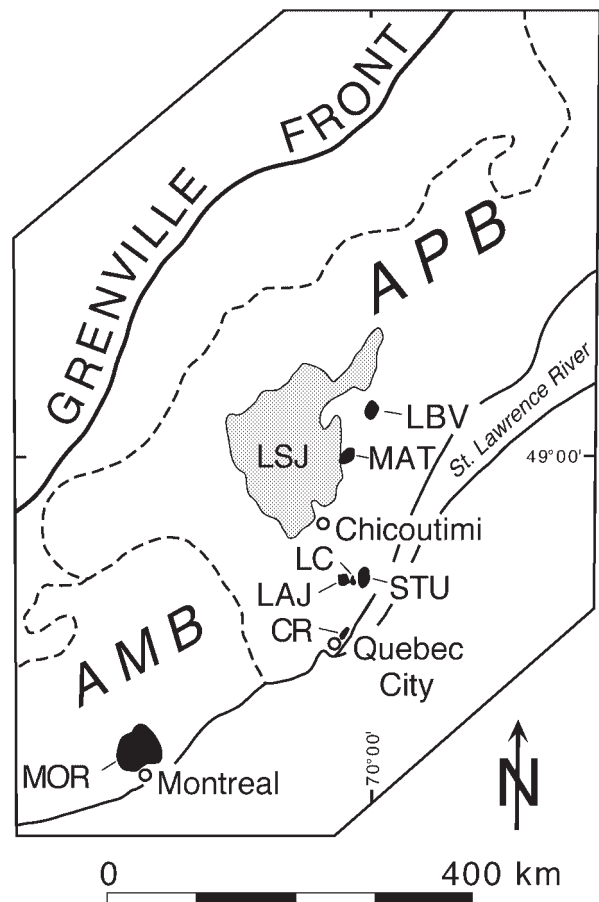 GRENVILLE FRONT
APB
LBV
St. Lawrence River
LSJ
MAT
49°00'
Chicoutimi
LC
LAJ
STU
CR
Quebec
City
AMB
MOR
Montreal
70°00'
N
0 400 km